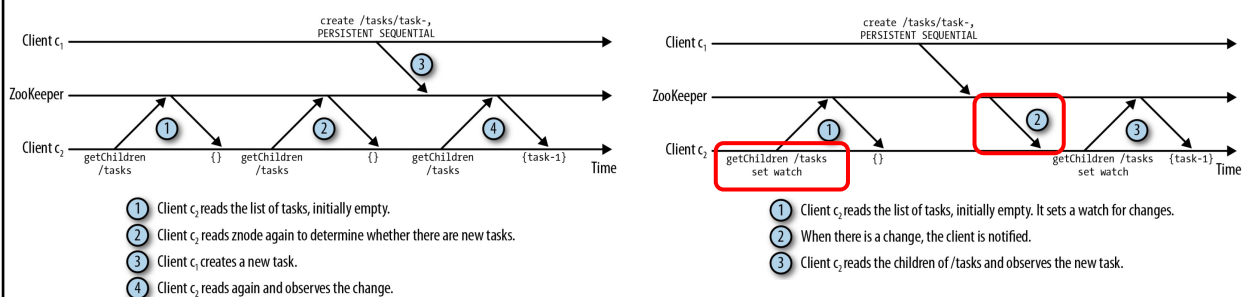 create /tasks/task-,
PERSISTENT SEQUENTIAL
Client c1
3
ZooKeeper
1
2
4
Client c2
getChildren
/tasks
{}
getChildren
/tasks
{}
getChildren
/tasks
{task-1}
Time
1 Client c2 reads the list of tasks, initially empty.
2 Client c2 reads znode again to determine whether there are new tasks.
3 Client c1 creates a new task.
4 Client c2 reads again and observes the change.
create /tasks/task-,
PERSISTENT SEQUENTIAL
Client c1
ZooKeeper
1
2
3
Client c2
getChildren /tasks
set watch
{}
getChildren /tasks
set watch
{task-1}
Time
1 Client c2 reads the list of tasks, initially empty. It sets a watch for changes.
2 When there is a change, the client is notified.
3 Client c2 reads the children of /tasks and observes the new task.